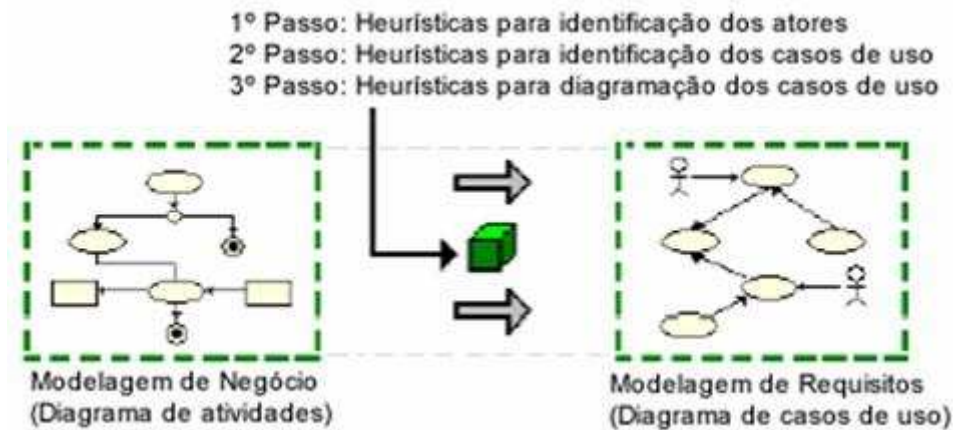 1º Passo: Heurísticas para identificação dos atores
2º Passo: Heurísticas para identificação dos casos de uso
3º Passo: Heurísticas para diagramação dos casos de uso
Modelagem de Negócio
(Diagrama de atividades)
Modelagem de Requisitos
(Diagrama de casos de uso)